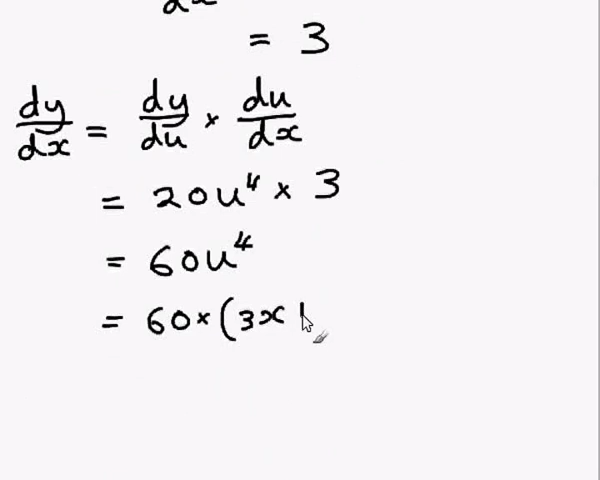 = 3
dy/dx = dy/du × du/dx
= 20u⁴ × 3
= 60u⁴
= 60 × (3x